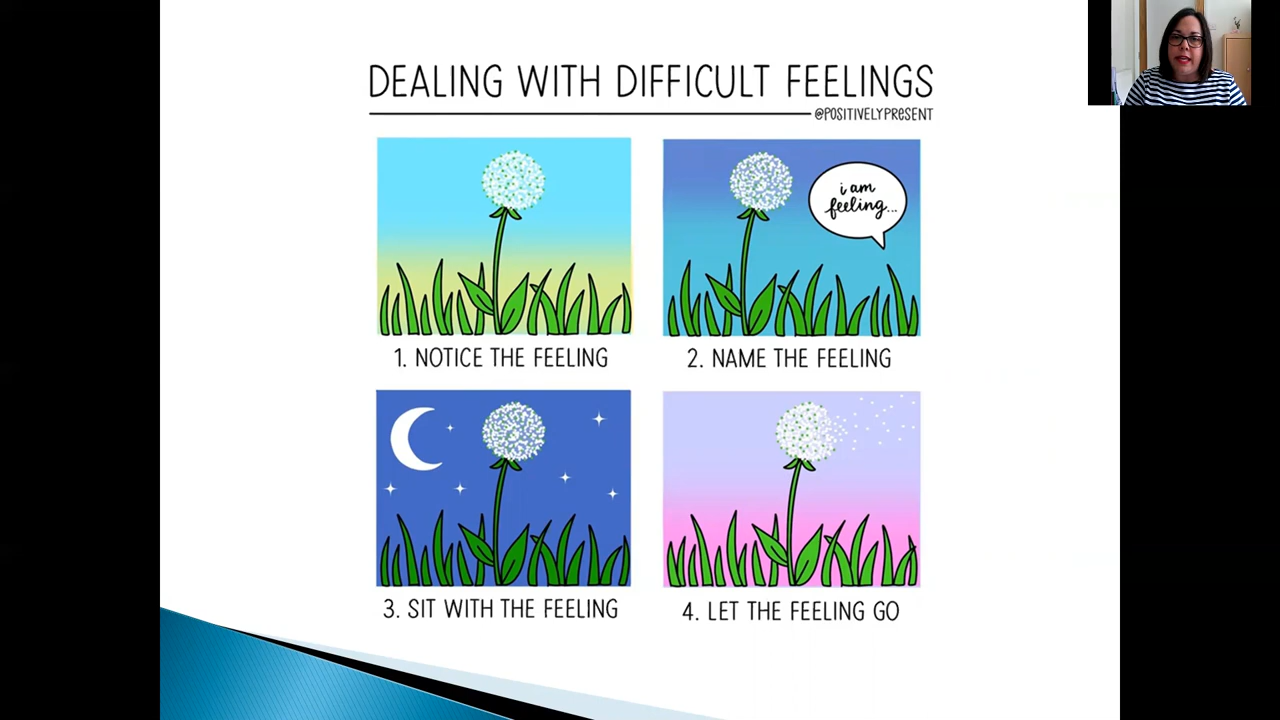 DEALING WITH DIFFICULT FEELINGS
@POSITIVELYPRESENT
i am
feeling...
1. NOTICE THE FEELING
2. NAME THE FEELING
3. SIT WITH THE FEELING
4. LET THE FEELING GO